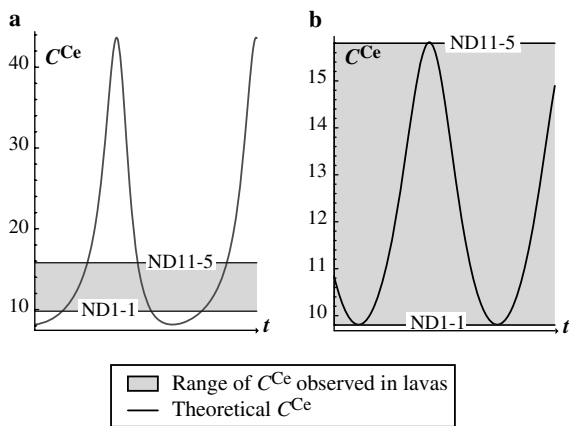 a
C^Ce
40
30
20
10
ND11-5
ND1-1
t
b
C^Ce
15
14
13
12
11
10
ND11-5
ND1-1
t
Range of C^Ce observed in lavas
Theoretical C^Ce